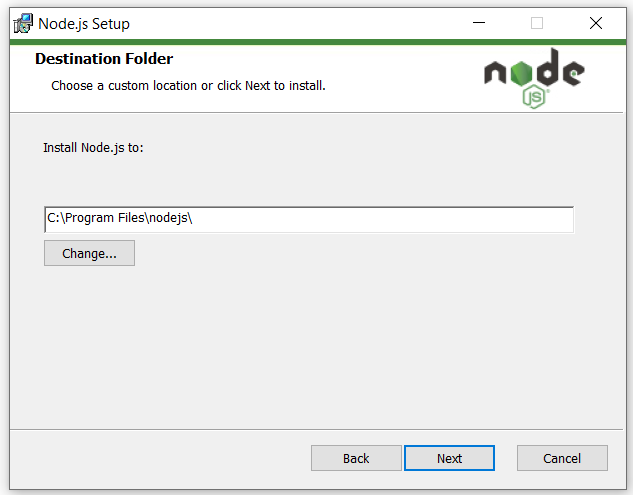 Node.js Setup
Destination Folder
Choose a custom location or click Next to install.
node
JS
Install Node.js to:
C:\Program Files\nodejs\
Change...
Back
Next
Cancel